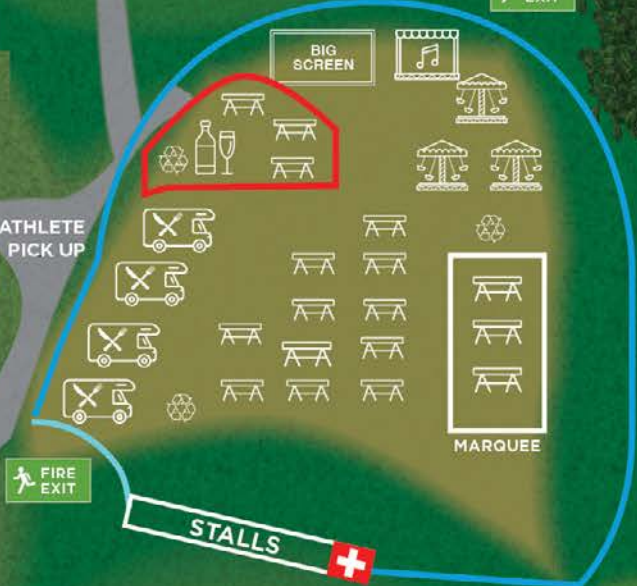 EXIT
BIG
SCREEN
ATHLETE
PICK UP
MARQUEE
FIRE
EXIT
STALLS